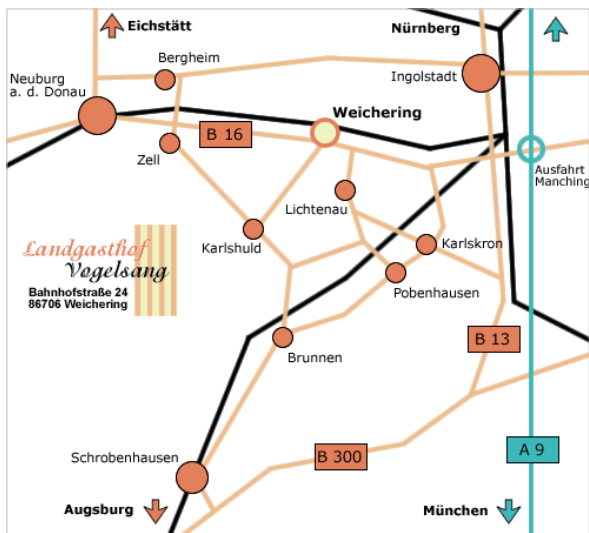 Eichstätt
Nürnberg
Bergheim
Neuburg
a. d. Donau
Ingolstadt
Weichering
B 16
Zell
Ausfahrt
Manching
Lichtenau
Karlshuld
Karlskron
Landgasthof
Vogelsang
Bahnhofstraße 24
86706 Weichering
Pobenhausen
B 13
Brunnen
Schrobenhausen
B 300
A 9
Augsburg
München